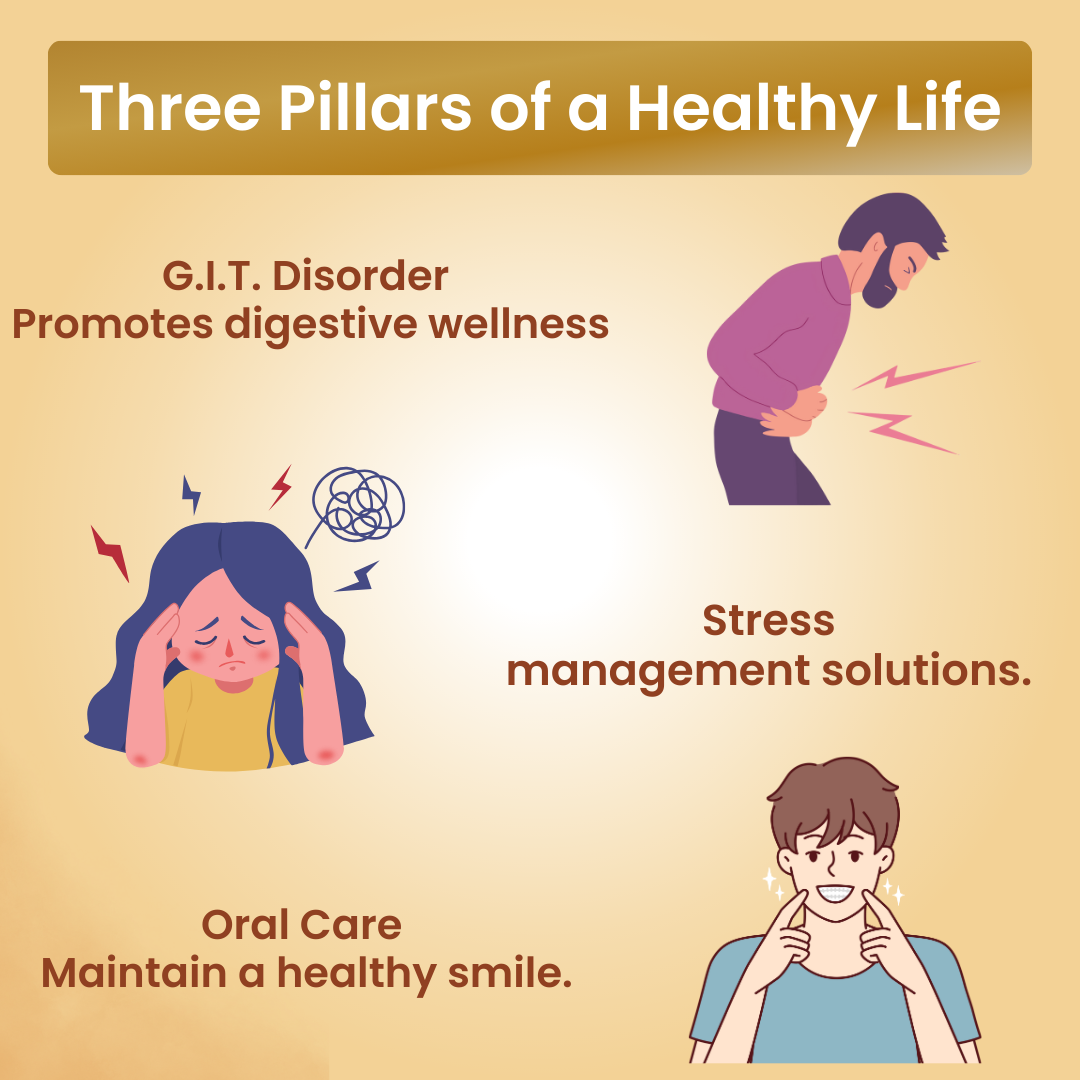 Three Pillars of a Healthy Life
G.I.T. Disorder
Promotes digestive wellness
Stress
management solutions.
Oral Care
Maintain a healthy smile.